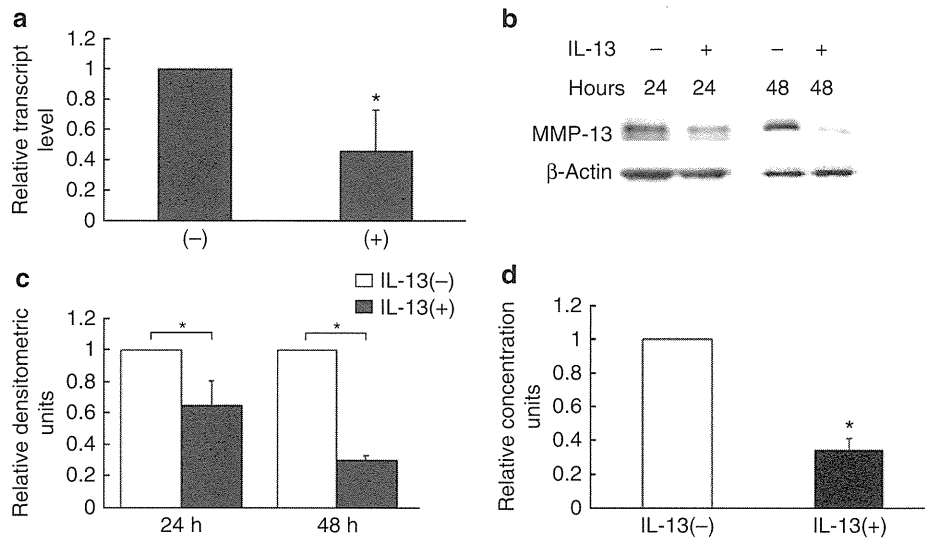 a
Relative transcript
level
1.2
1
0.8
0.6
0.4
0.2
0
*
(–)
(+)
b
IL-13 – + – +
Hours 24 24 48 48
MMP-13
β-Actin
c
IL-13(–)
IL-13(+)
Relative densitometric
units
1.2
1
0.8
0.6
0.4
0.2
0
*
*
24 h
48 h
d
Relative concentration
units
1.2
1
0.8
0.6
0.4
0.2
0
*
IL-13(–)
IL-13(+)